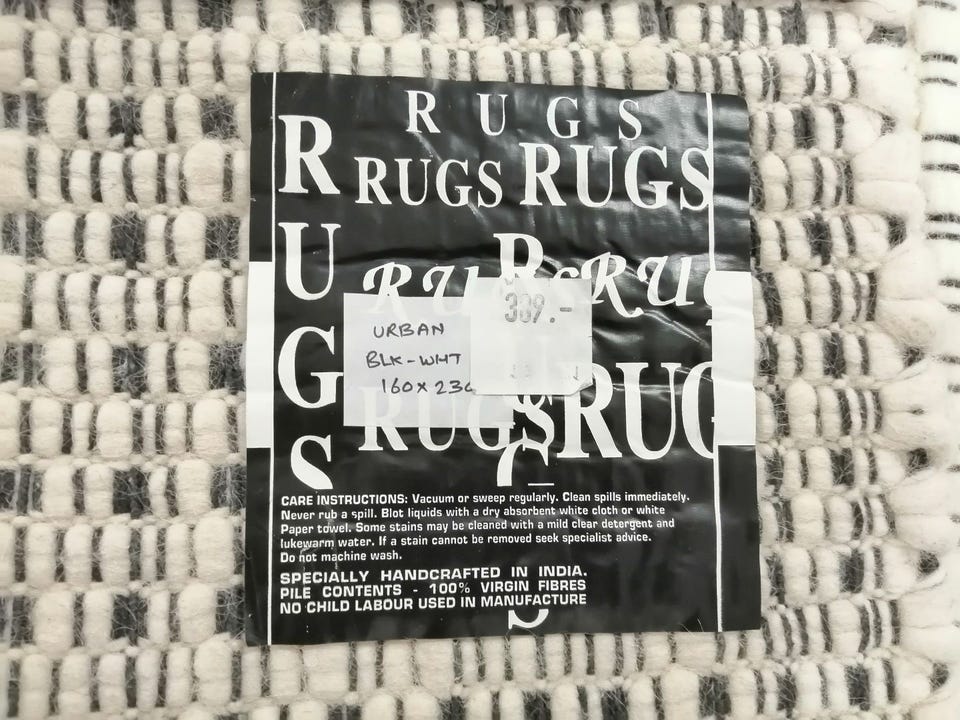 RUGS
RUGS RUGS
RUGS
URBAN
BLK-WHT
160 x 230
389.-
CARE INSTRUCTIONS: Vacuum or sweep regularly. Clean spills immediately.
Never rub a spill. Blot liquids with a dry absorbent white cloth or white
Paper towel. Some stains may be cleaned with a mild clear detergent and
lukewarm water. If a stain cannot be removed seek specialist advice.
Do not machine wash.
SPECIALLY HANDCRAFTED IN INDIA.
PILE CONTENTS - 100% VIRGIN FIBRES
NO CHILD LABOUR USED IN MANUFACTURE